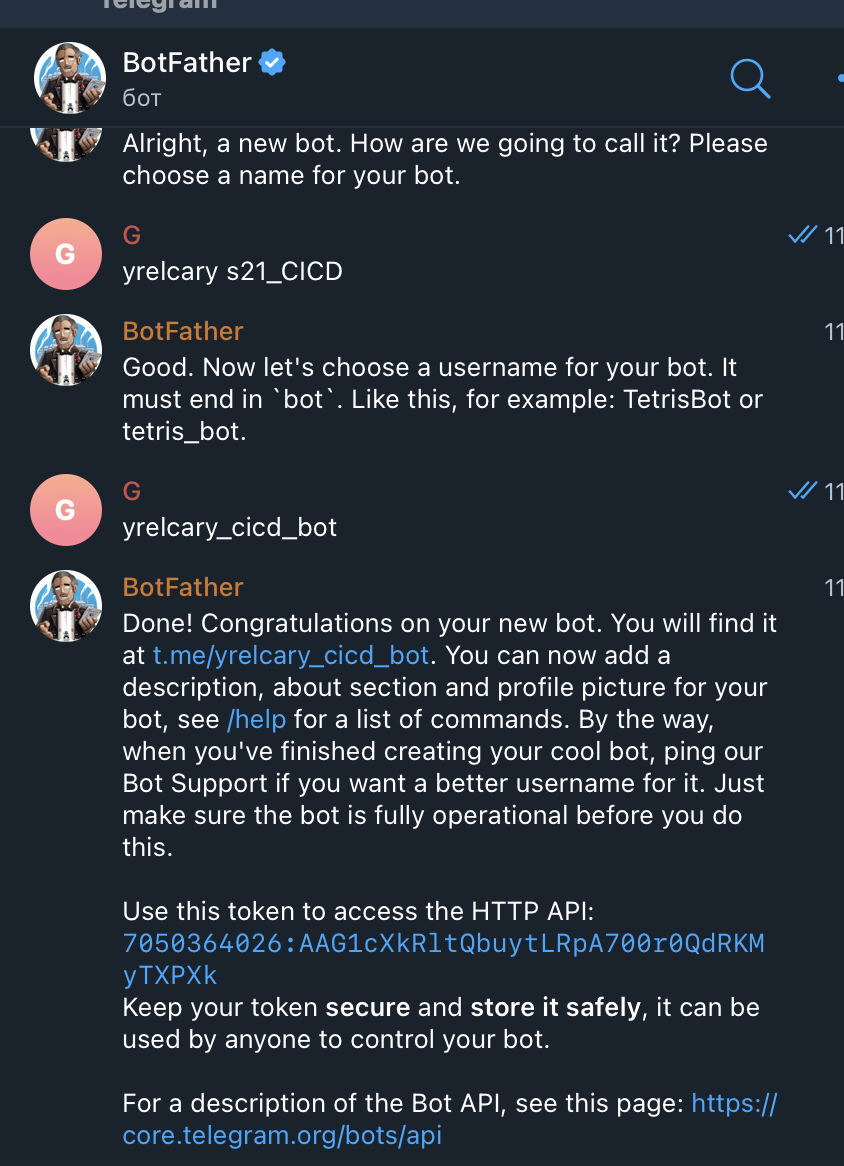 Telegram
BotFather
бот
Alright, a new bot. How are we going to call it? Please
choose a name for your bot.
G
G
11
yrelcary s21_CICD
BotFather
11
Good. Now let's choose a username for your bot. It
must end in `bot`. Like this, for example: TetrisBot or
tetris_bot.
G
G
11
yrelcary_cicd_bot
BotFather
11
Done! Congratulations on your new bot. You will find it
at t.me/yrelcary_cicd_bot. You can now add a
description, about section and profile picture for your
bot, see /help for a list of commands. By the way,
when you've finished creating your cool bot, ping our
Bot Support if you want a better username for it. Just
make sure the bot is fully operational before you do
this.
Use this token to access the HTTP API:
7050364026:AAG1cXkRltQbuytLRpA700r0QdRKM
yTXPXk
Keep your token secure and store it safely, it can be
used by anyone to control your bot.
For a description of the Bot API, see this page: https://
core.telegram.org/bots/api